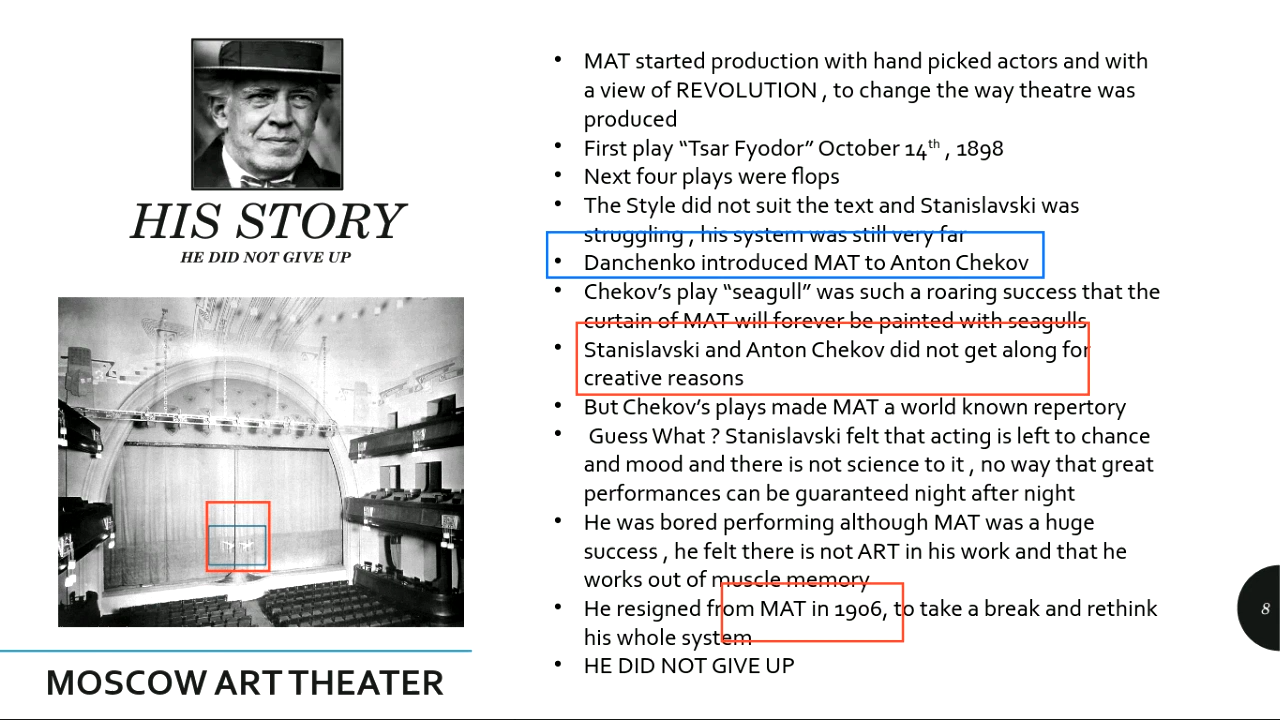 HIS STORY
HE DID NOT GIVE UP
MOSCOW ART THEATER
• MAT started production with hand picked actors and with
a view of REVOLUTION , to change the way theatre was
produced
• First play “Tsar Fyodor” October 14th , 1898
• Next four plays were flops
• The Style did not suit the text and Stanislavski was
struggling , his system was still very far
• Danchenko introduced MAT to Anton Chekov
• Chekov’s play “seagull” was such a roaring success that the
curtain of MAT will forever be painted with seagulls
• Stanislavski and Anton Chekov did not get along for
creative reasons
• But Chekov’s plays made MAT a world known repertory
• Guess What ? Stanislavski felt that acting is left to chance
and mood and there is not science to it , no way that great
performances can be guaranteed night after night
• He was bored performing although MAT was a huge
success , he felt there is not ART in his work and that he
works out of muscle memory
• He resigned from MAT in 1906, to take a break and rethink
his whole system
• HE DID NOT GIVE UP
8